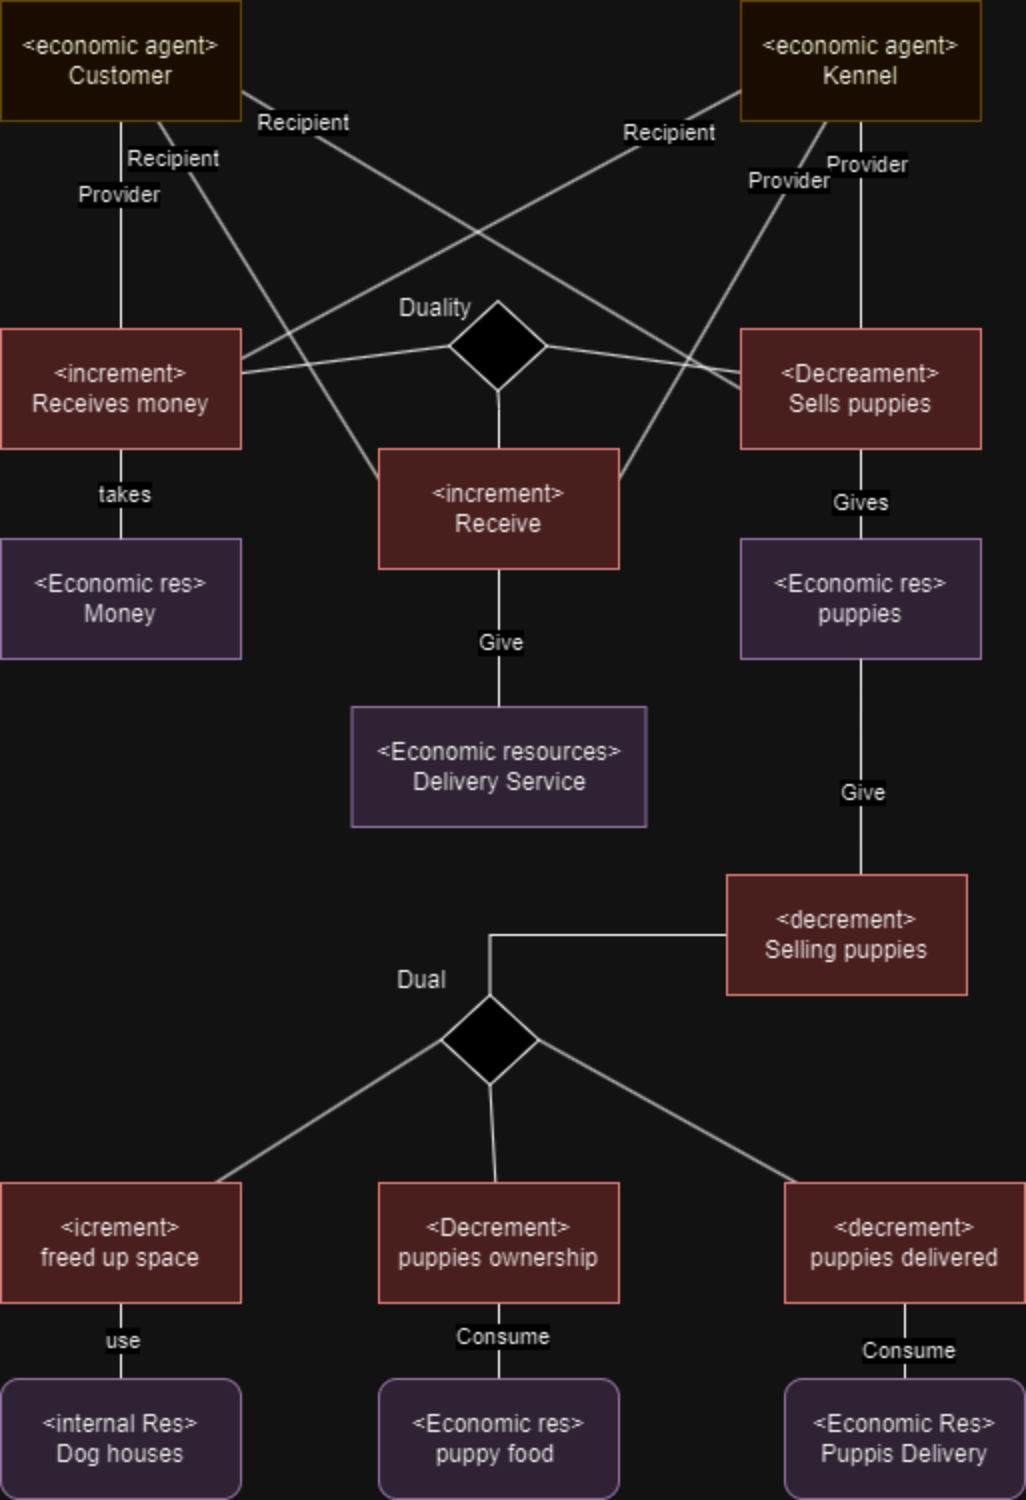 <economic agent>
Customer
<economic agent>
Kennel
Recipient
Recipient
Recipient
Provider
Provider
Provider
Duality
<increment>
Receives money
<Decreament>
Sells puppies
takes
<increment>
Receive
Gives
<Economic res>
Money
<Economic res>
puppies
Give
<Economic resources>
Delivery Service
Give
<decrement>
Selling puppies
Dual
<icrement>
freed up space
<Decrement>
puppies ownership
<decrement>
puppies delivered
use
Consume
Consume
<internal Res>
Dog houses
<Economic res>
puppy food
<Economic Res>
Puppis Delivery